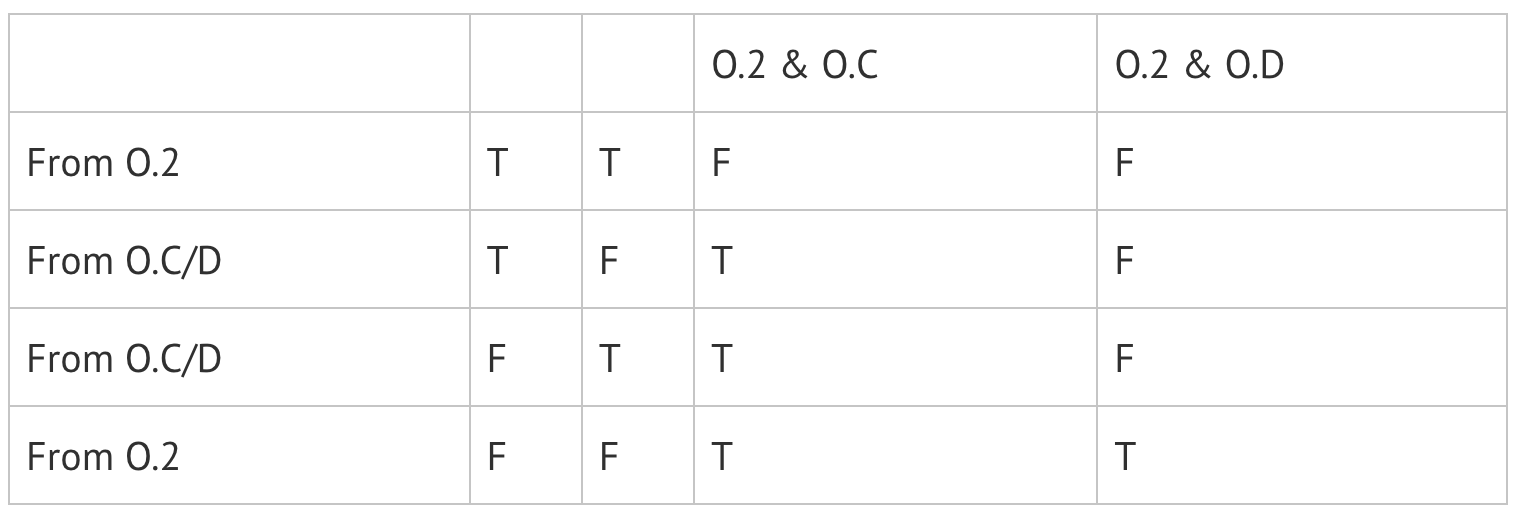 O.2 & O.C O.2 & O.D
From O.2 T T F F
From O.C/D T F T F
From O.C/D F T T F
From O.2 F F T T